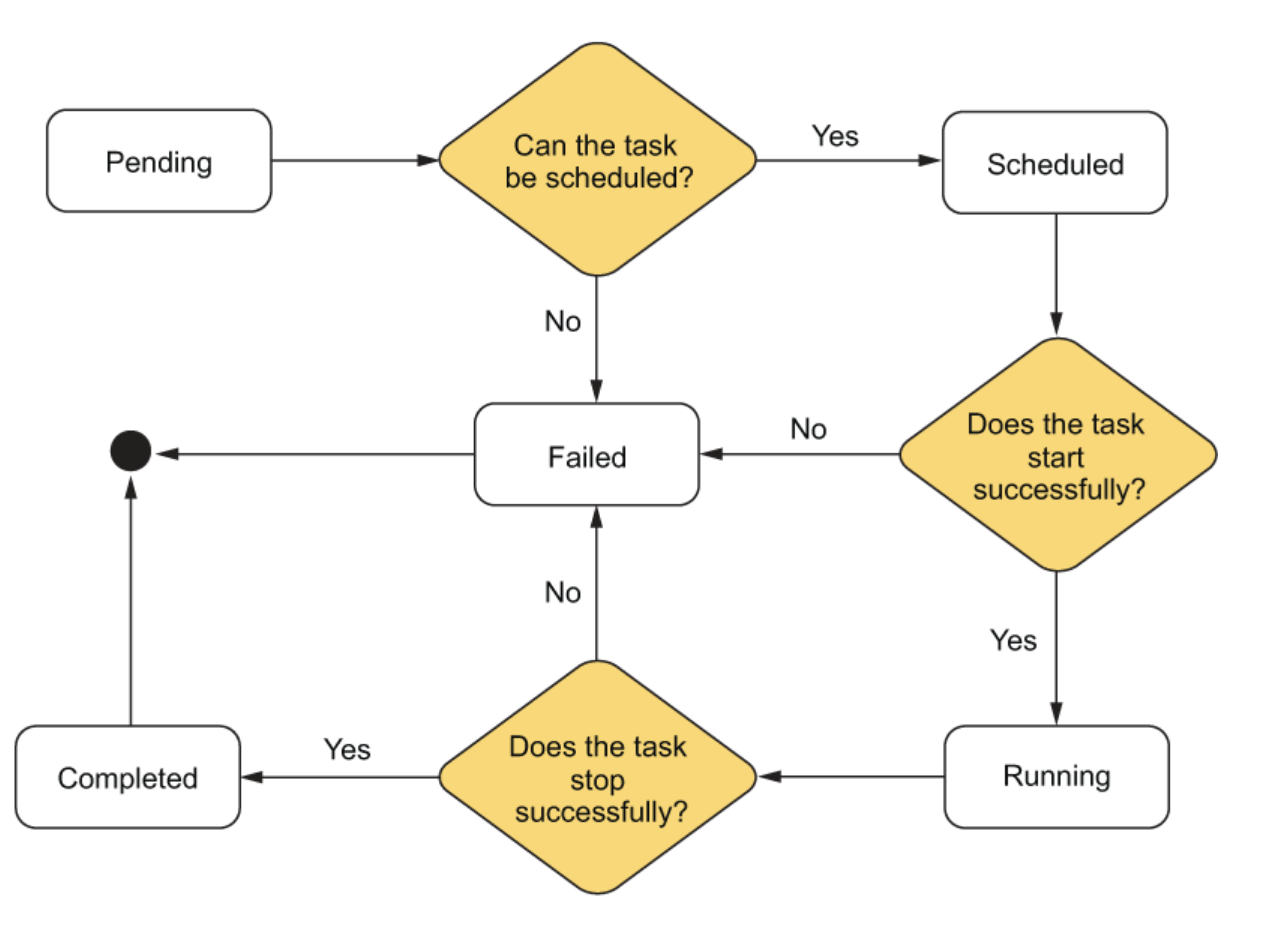 Pending
Can the task
be scheduled?
Yes
Scheduled
No
Failed
No
Does the task
start
successfully?
No
Yes
Completed
Yes
Does the task
stop
successfully?
Running